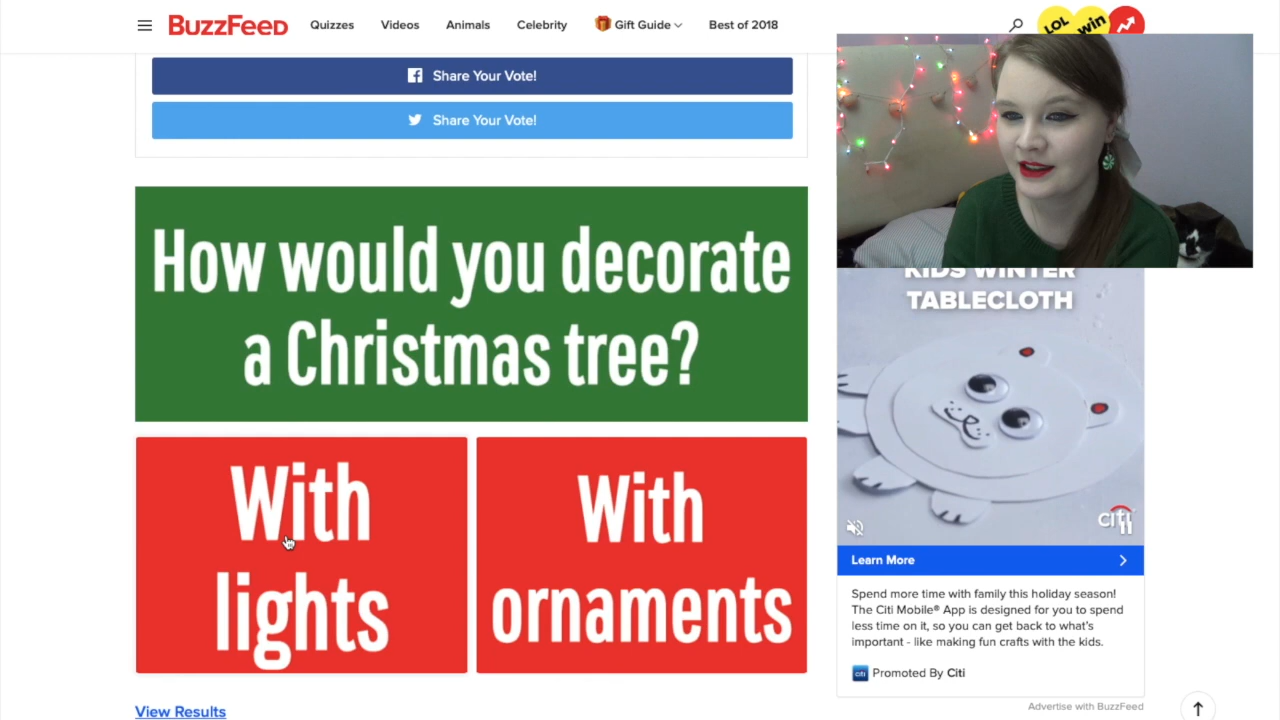 BuzzFeed Quizzes Videos Animals Celebrity Gift Guide Best of 2018 LOL win
Share Your Vote!
Share Your Vote!
How would you decorate
a Christmas tree?
With
lights
With
ornaments
View Results
KIDS WINTER
TABLECLOTH
citi
Learn More
Spend more time with family this holiday season!
The Citi Mobile® App is designed for you to spend
less time on it, so you can get back to what's
important - like making fun crafts with the kids.
citi Promoted By Citi
Advertise with BuzzFeed